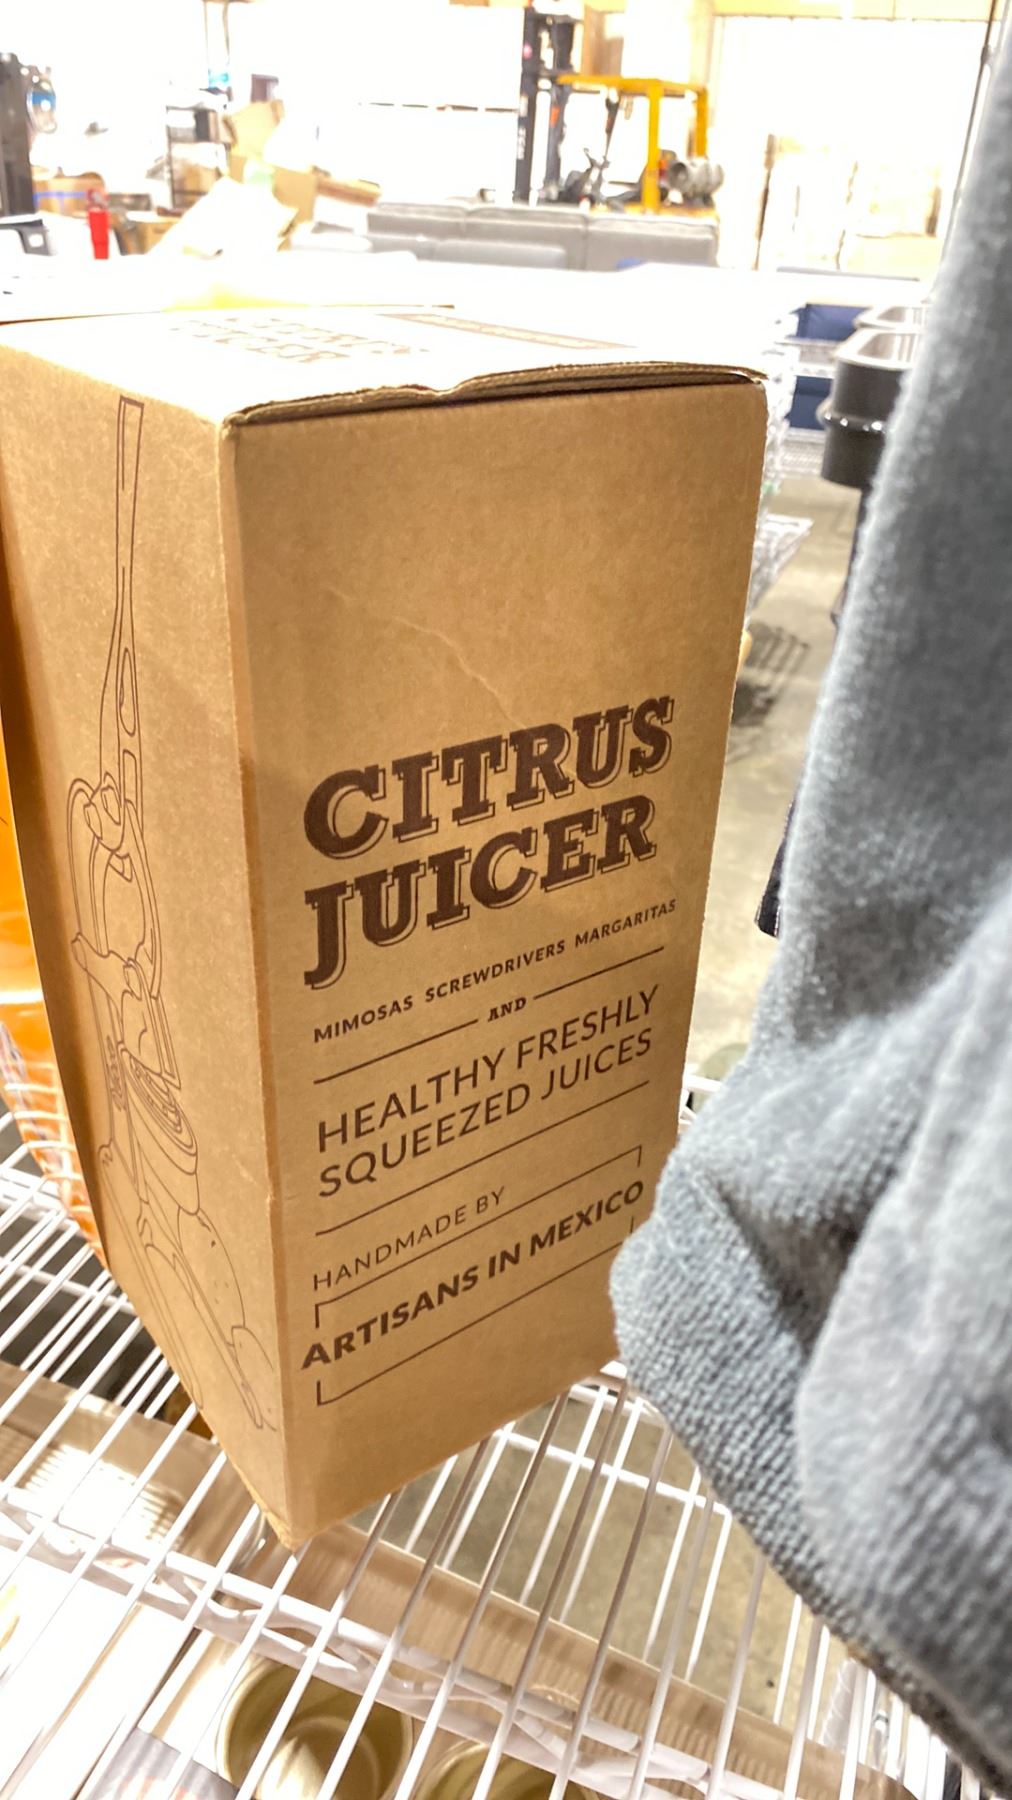 CITRUS
JUICER
MIMOSAS SCREWDRIVERS MARGARITAS
AND
HEALTHY FRESHLY
SQUEEZED JUICES
HANDMADE BY
ARTISANS IN MEXICO